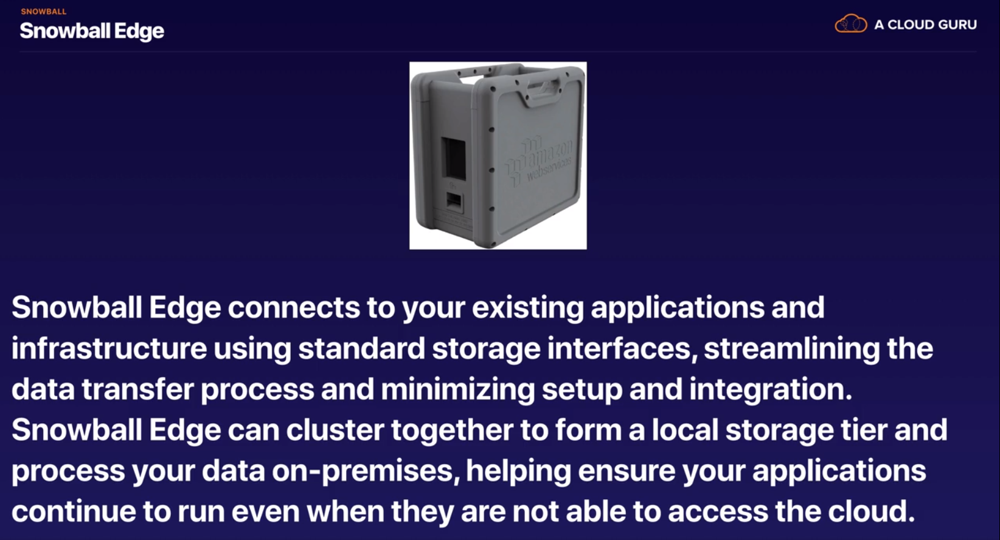 SNOWBALL
Snowball Edge
A CLOUD GURU
amazon
webservices
Snowball Edge connects to your existing applications and
infrastructure using standard storage interfaces, streamlining the
data transfer process and minimizing setup and integration.
Snowball Edge can cluster together to form a local storage tier and
process your data on-premises, helping ensure your applications
continue to run even when they are not able to access the cloud.